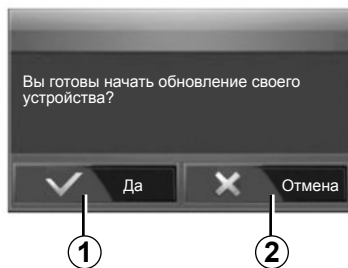 Вы готовы начать обновление своего
устройства?
Да
Отмена
1
2